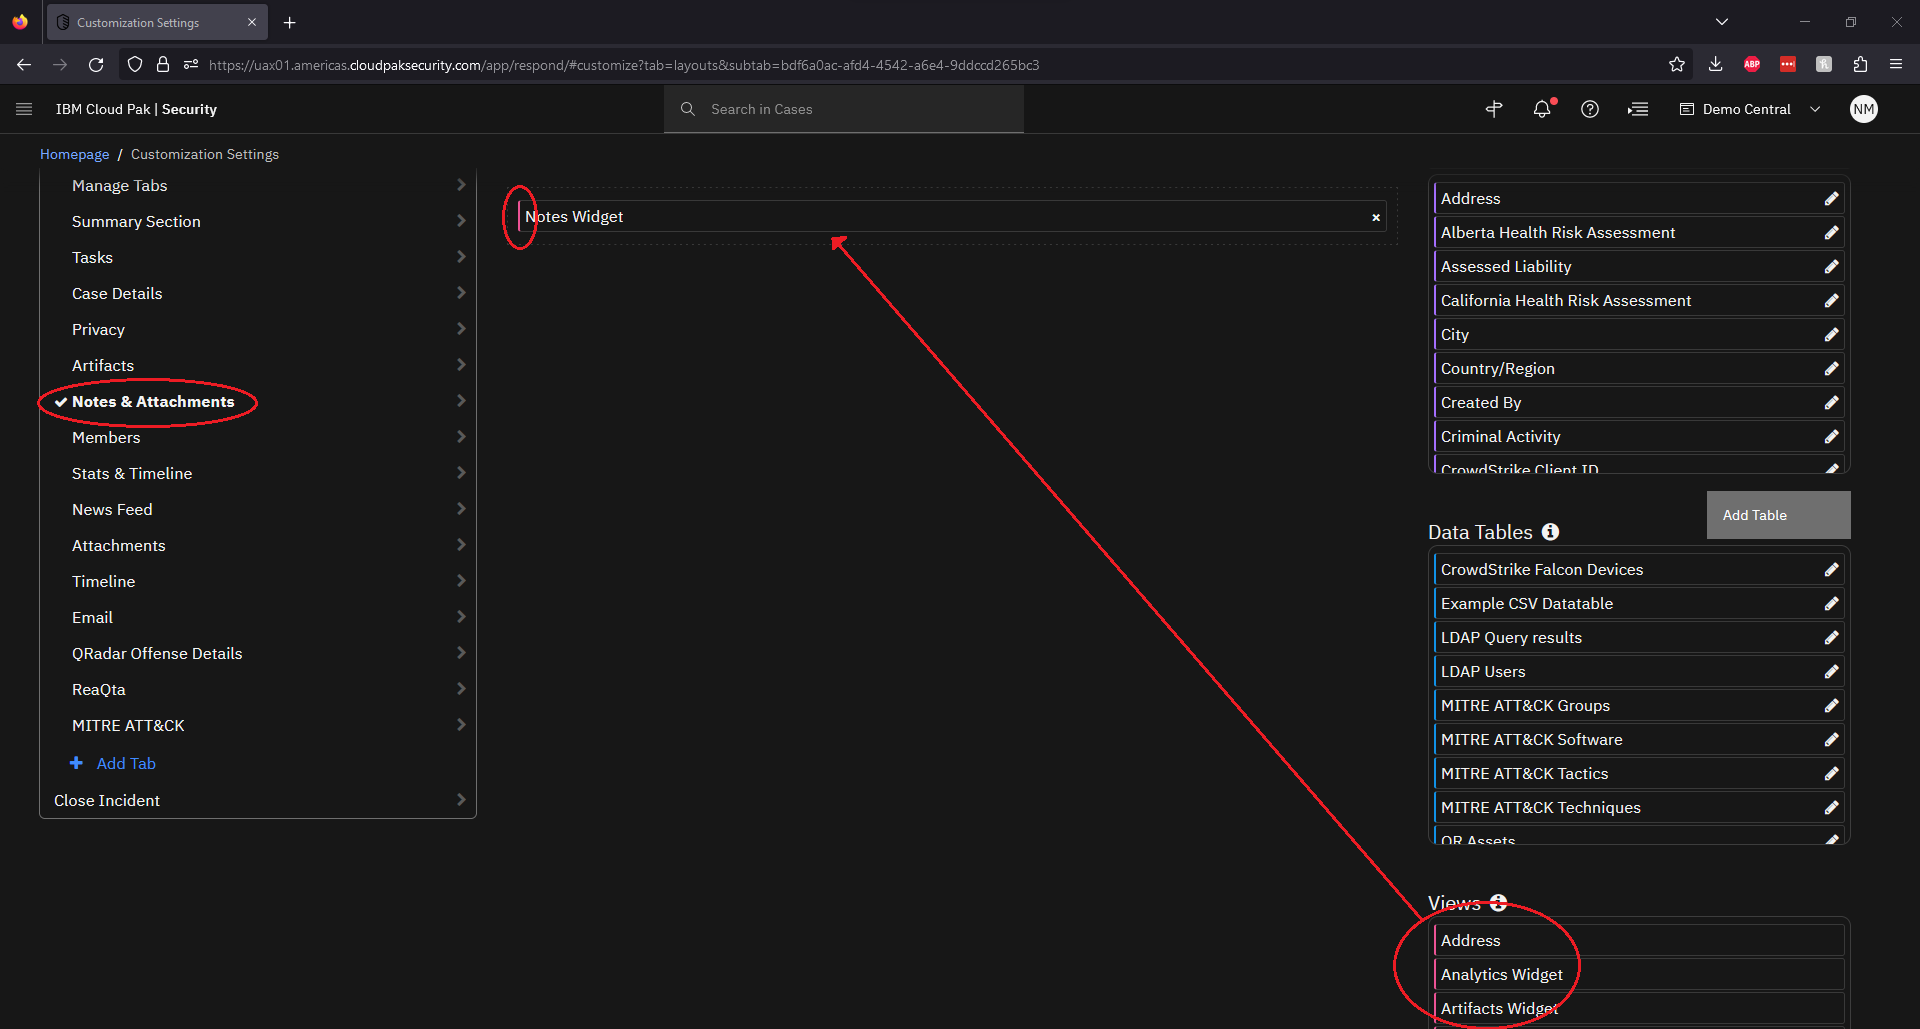 Customization Settings
https://uax01.americas.cloudpaksecurity.com/app/respond/#customize?tab=layouts&subtab=bdf6a0ac-afd4-4542-a6e4-9ddccd265bc3
ABP
IBM Cloud Pak | Security
Search in Cases
Demo Central
NM
Homepage / Customization Settings
Manage Tabs
Summary Section
Tasks
Case Details
Privacy
Artifacts
Notes & Attachments
Members
Stats & Timeline
News Feed
Attachments
Timeline
Email
QRadar Offense Details
ReaQta
MITRE ATT&CK
Add Tab
Close Incident
Notes Widget
Address
Alberta Health Risk Assessment
Assessed Liability
California Health Risk Assessment
City
Country/Region
Created By
Criminal Activity
CrowdStrike Client ID
Add Table
Data Tables
CrowdStrike Falcon Devices
Example CSV Datatable
LDAP Query results
LDAP Users
MITRE ATT&CK Groups
MITRE ATT&CK Software
MITRE ATT&CK Tactics
MITRE ATT&CK Techniques
QR Assets
Views
Address
Analytics Widget
Artifacts Widget